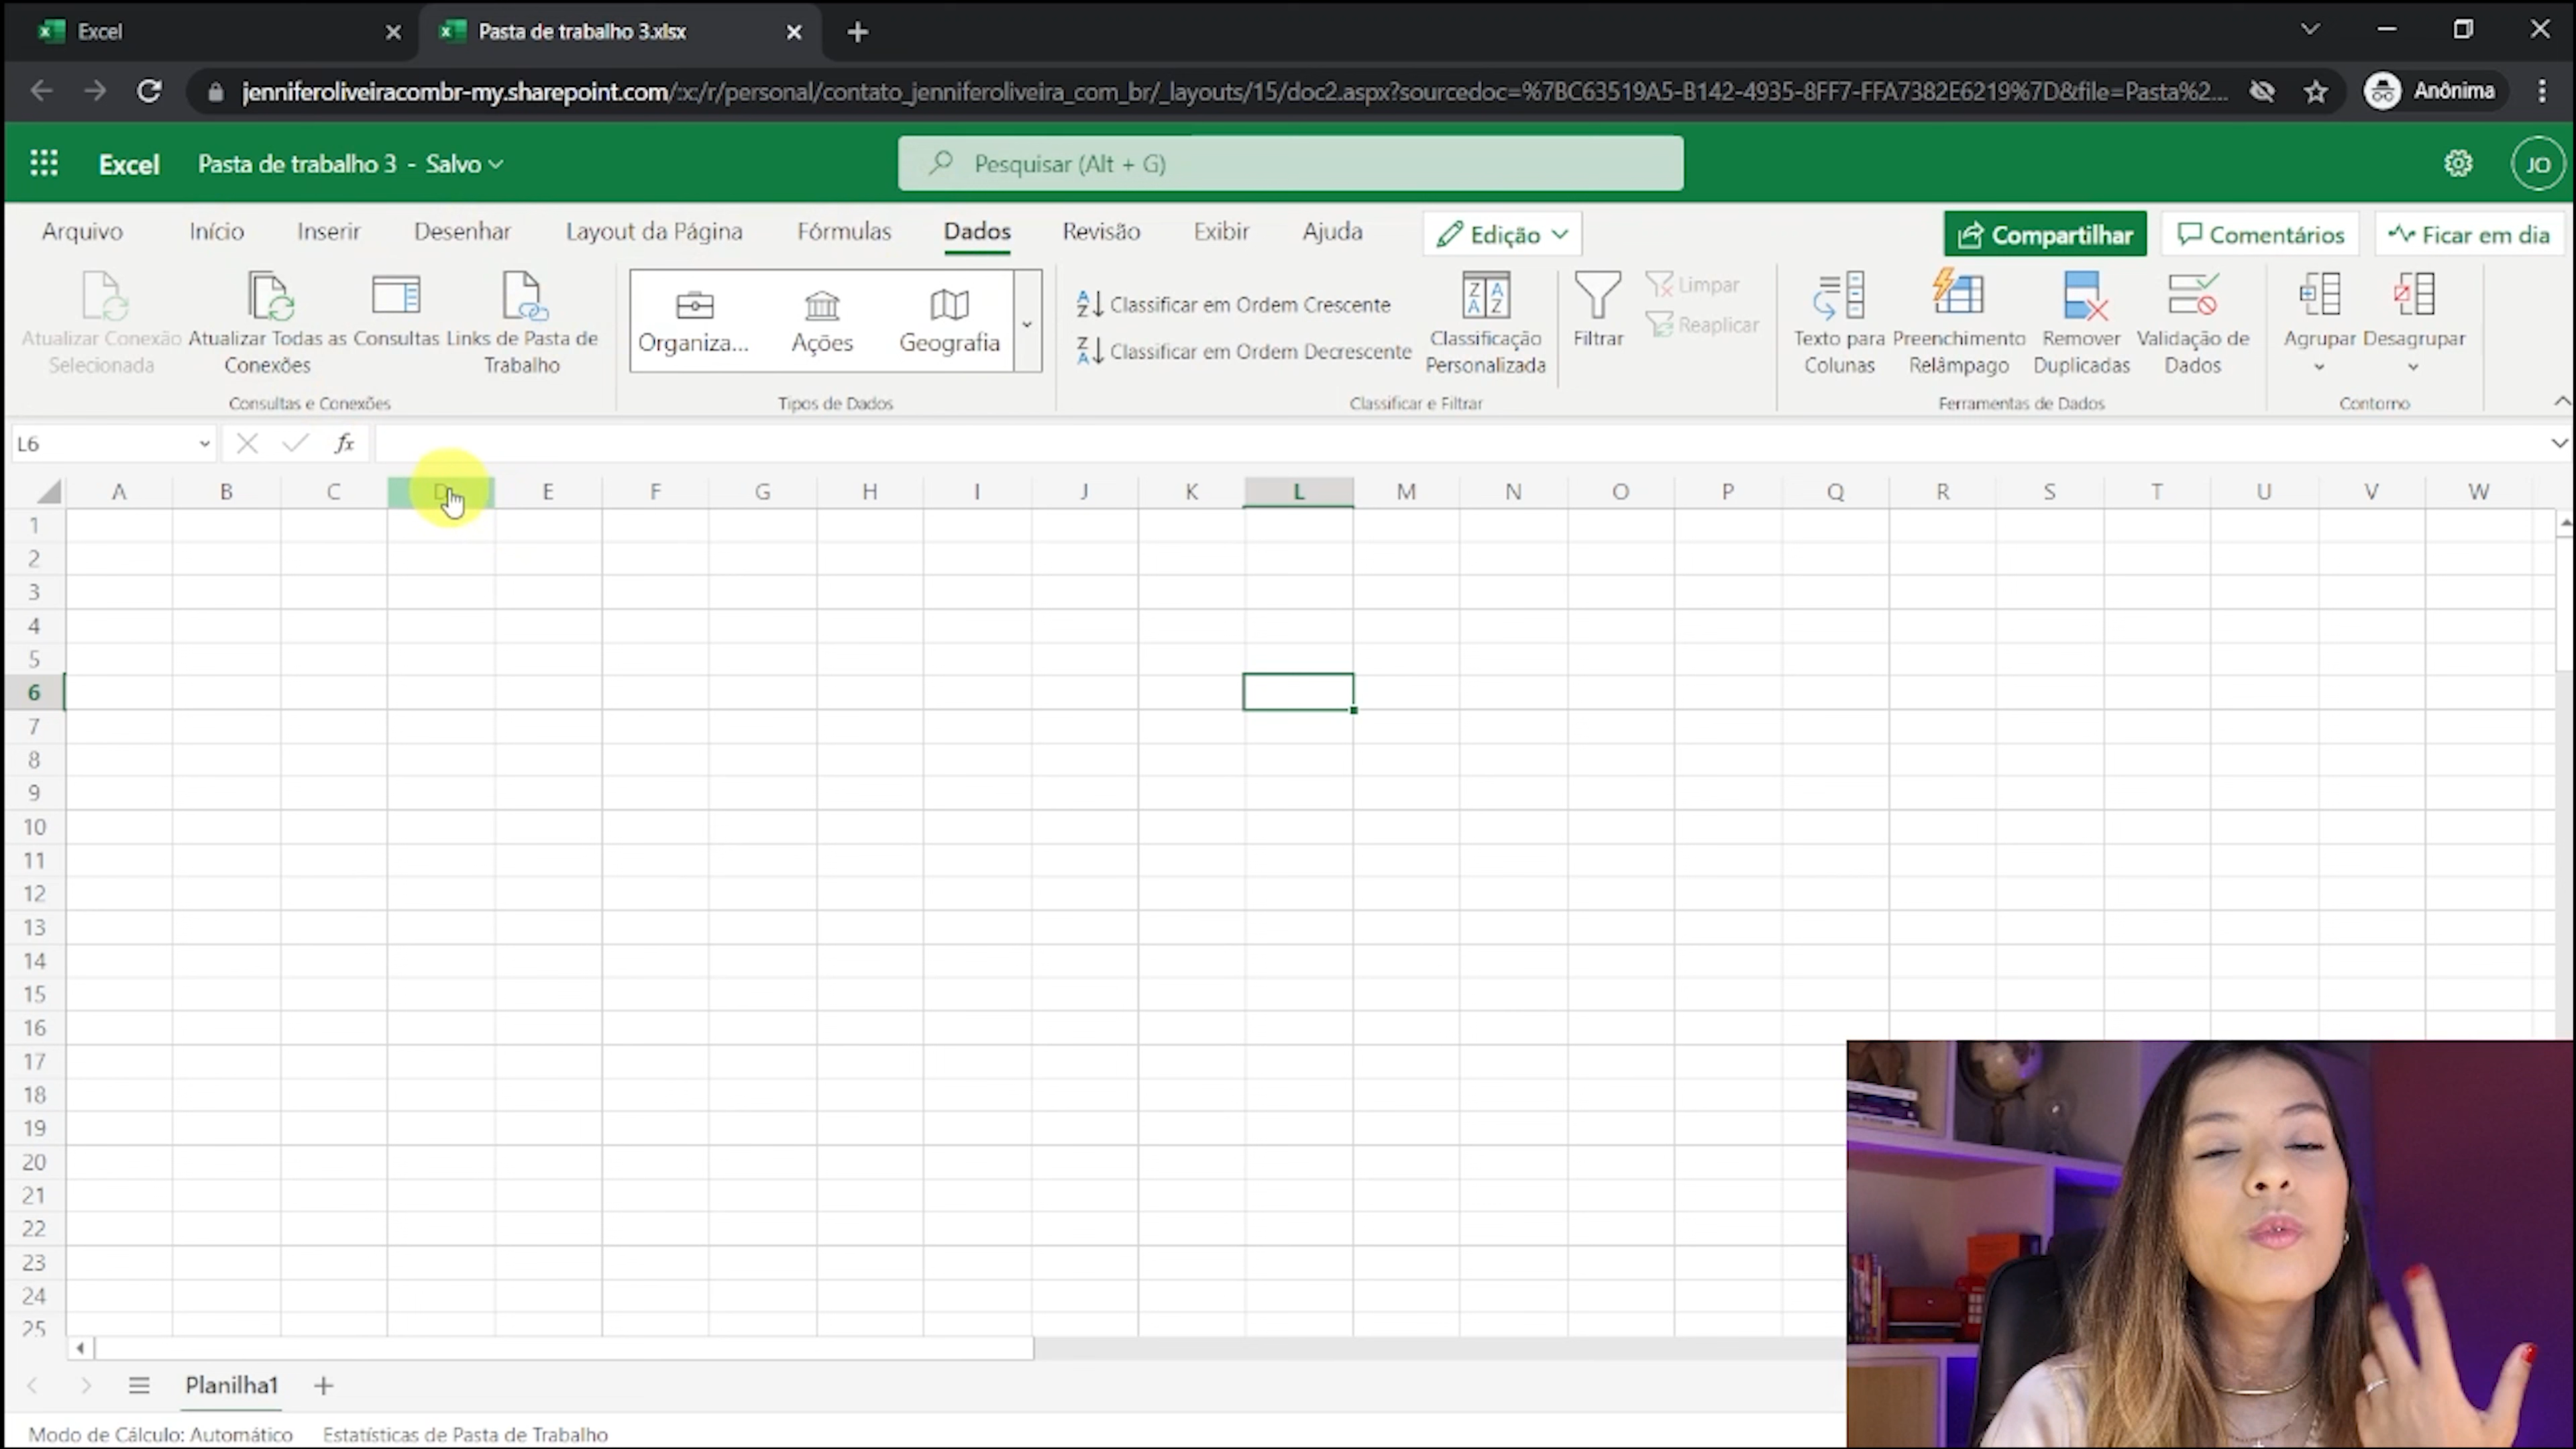 Excel
Pasta de trabalho 3.xlsx
jenniferoliveiracombr-my.sharepoint.com/:x:/r/personal/contato_jenniferoliveira_com_br/_layouts/15/doc2.aspx?sourcedoc=%7BC63519A5-B142-4935-8FF7-FFA7382E6219%7D&file=Pasta%2...
Anônima
Excel
Pasta de trabalho 3 - Salvo
Pesquisar (Alt + G)
JO
Arquivo Início Inserir Desenhar Layout da Página Fórmulas Dados Revisão Exibir Ajuda
Edição
Compartilhar
Comentários
Ficar em dia
Atualizar Conexão
Selecionada
Atualizar Todas as
Conexões
Consultas
Links de Pasta de
Trabalho
Consultas e Conexões
Organiza...
Ações
Geografia
Tipos de Dados
Classificar em Ordem Crescente
Classificar em Ordem Decrescente
Classificação
Personalizada
Filtrar
Limpar
Reaplicar
Classificar e Filtrar
Texto para
Colunas
Preenchimento
Relâmpago
Remover
Duplicadas
Validação de
Dados
Ferramentas de Dados
Agrupar
Desagrupar
Contorno
L6
fx
A B C D E F G H I J K L M N O P Q R S T U V W
1
2
3
4
5
6
7
8
9
10
11
12
13
14
15
16
17
18
19
20
21
22
23
24
25
Planilha1
Modo de Cálculo: Automático
Estatísticas de Pasta de Trabalho